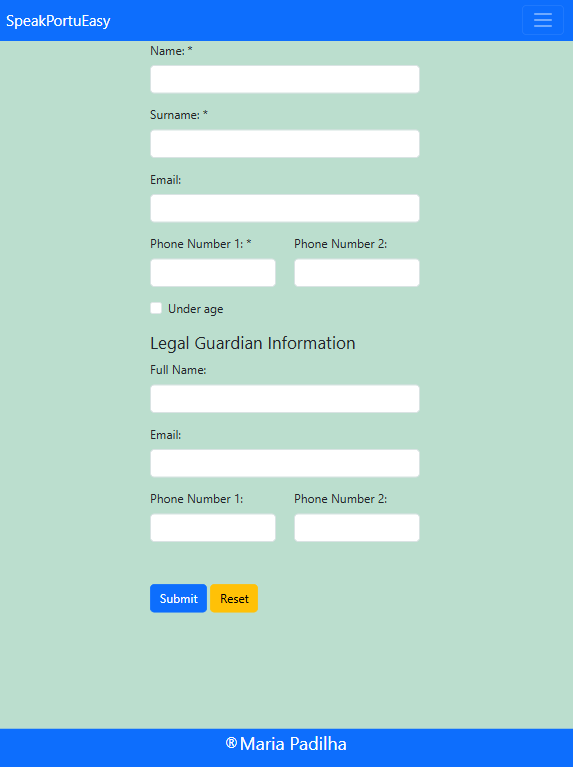 SpeakPortuEasy
Name: *
Surname: *
Email:
Phone Number 1: * Phone Number 2:
Under age
Legal Guardian Information
Full Name:
Email:
Phone Number 1: Phone Number 2:
Submit Reset
®Maria Padilha